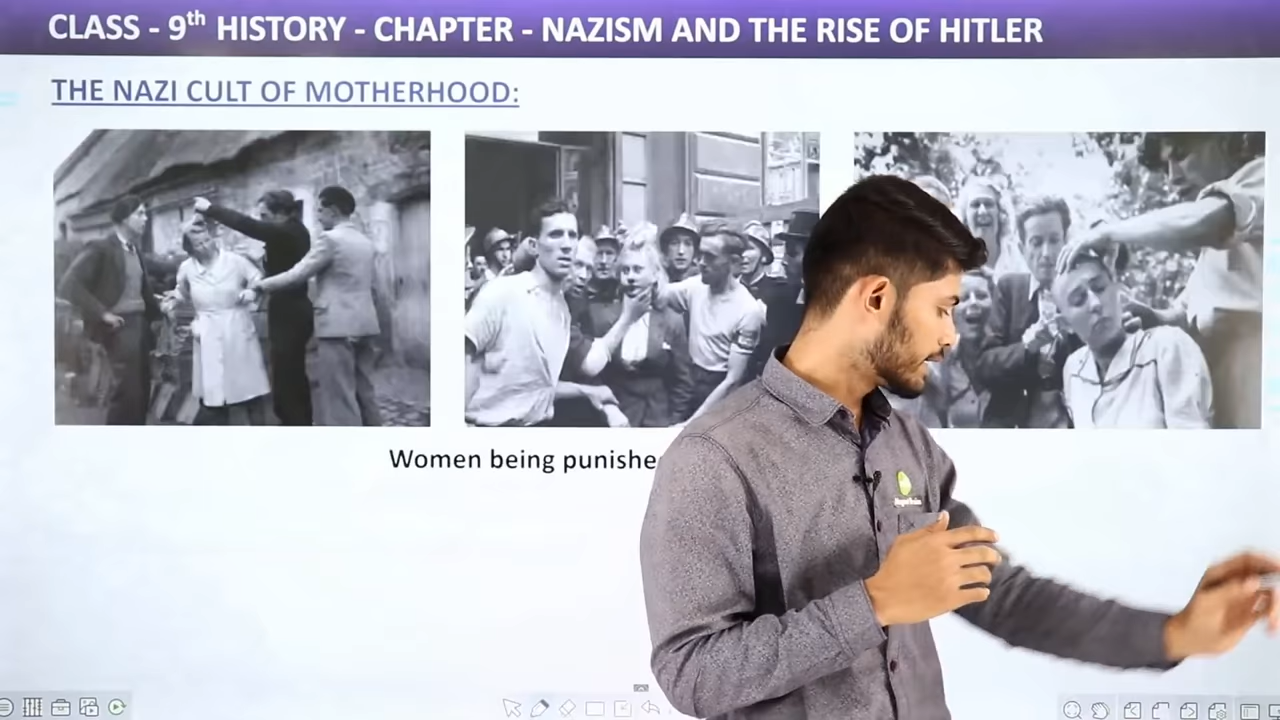 CLASS - 9th HISTORY - CHAPTER - NAZISM AND THE RISE OF HITLER
THE NAZI CULT OF MOTHERHOOD:
Women being punishe